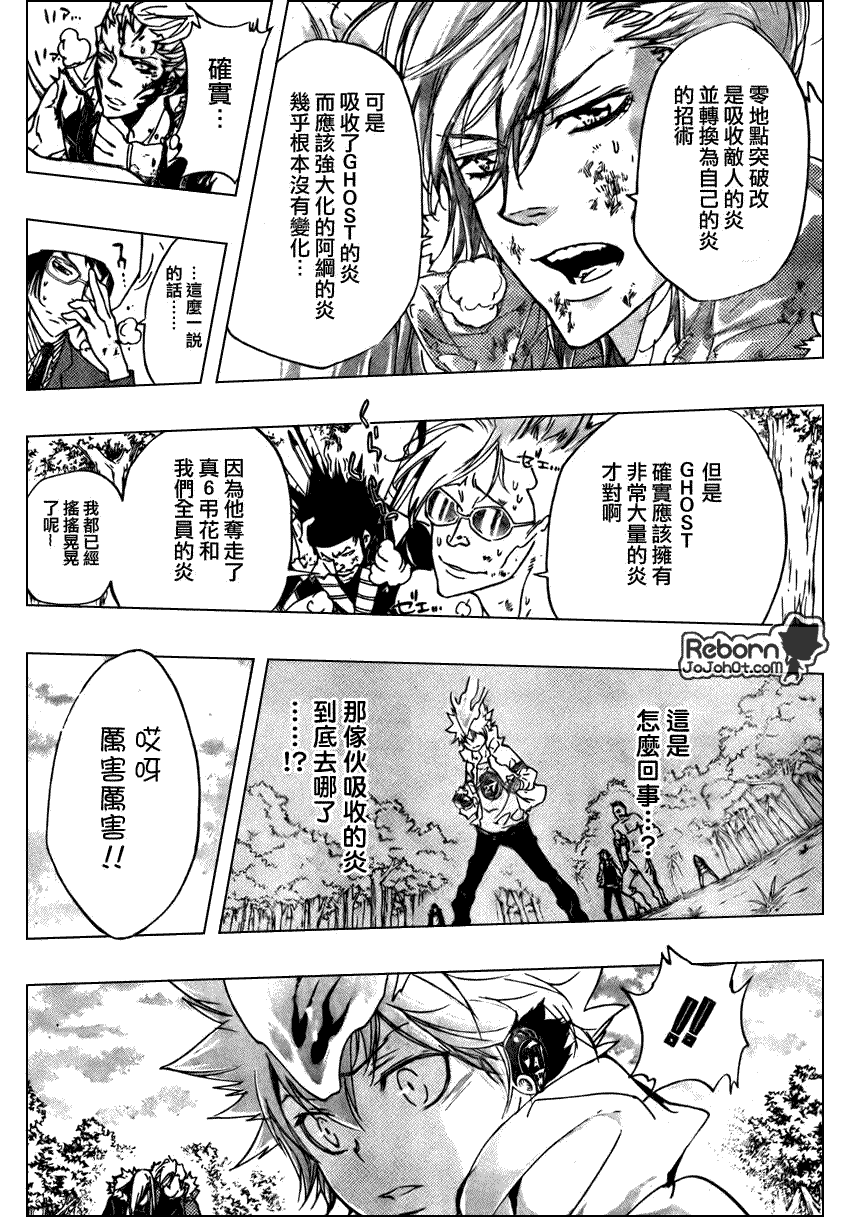 零地點突破改
是吸收敵人的炎
並轉換為自己的炎
的招術
可是
吸收了GHOST的炎
而應該強大化的阿綱的炎
幾乎根本沒有變化…
確實…
…這麼一說
的話……
但是
GHOST
確實應該擁有
非常大量的炎
才對啊
ゼェ…
ゼェ…
因為他奪走了
真6弔花和
我們全員的炎
我都已經
搖搖晃晃
了呢~
Reborn
JoJoHot.com
這是
怎麼回事…?
那傢伙吸收的炎
到底去哪了
……!?
哎呀
厲害厲害!!
!!